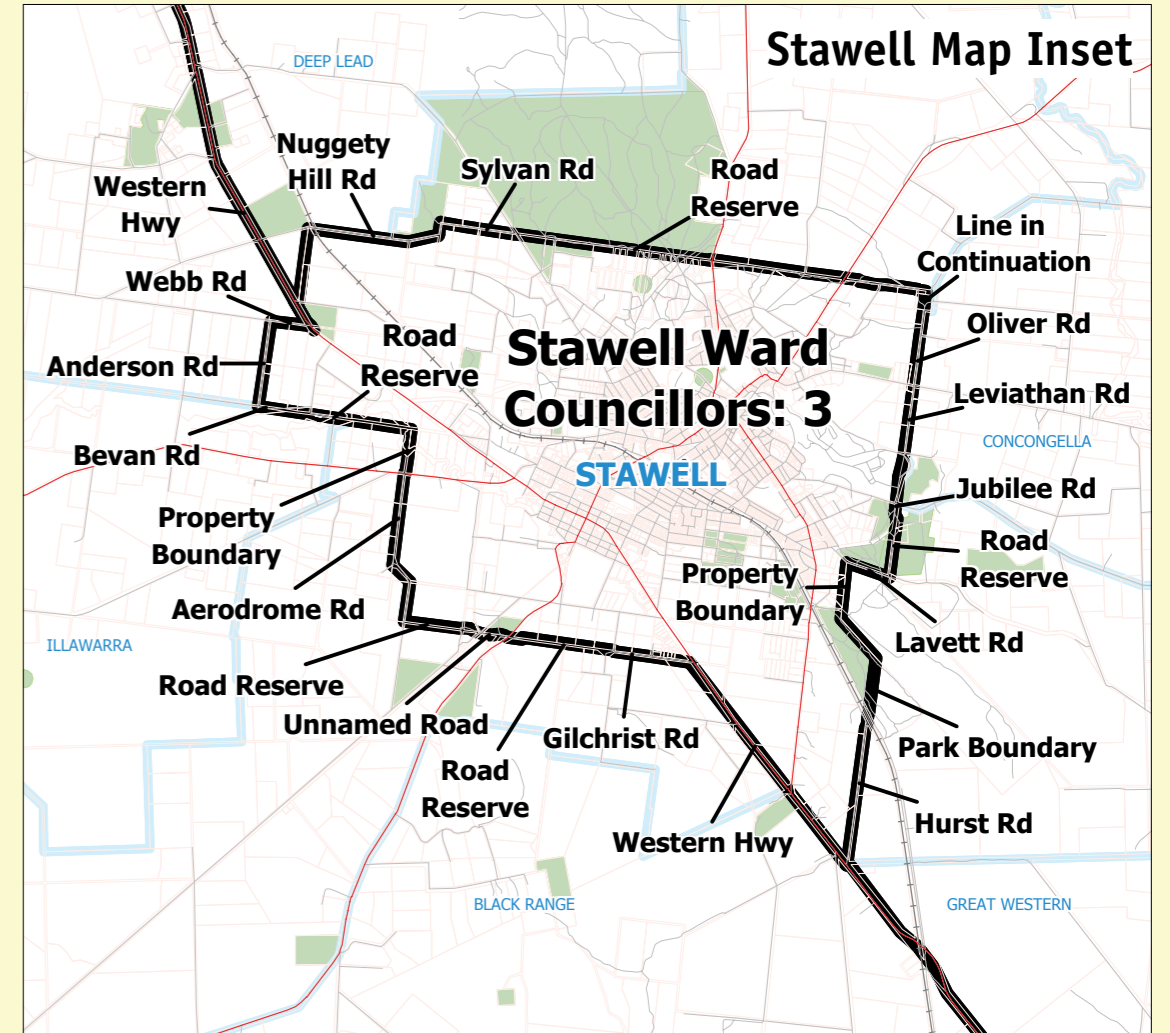 Stawell Map Inset
DEEP LEAD
Nuggety
Hill Rd
Sylvan Rd
Road
Reserve
Western
Hwy
Line in
Continuation
Webb Rd
Oliver Rd
Road
Reserve
Stawell Ward
Councillors: 3
Anderson Rd
Leviathan Rd
CONCONGELLA
Bevan Rd
STAWELL
Jubilee Rd
Property
Boundary
Road
Reserve
Property
Boundary
Aerodrome Rd
Lavett Rd
ILLAWARRA
Road Reserve
Unnamed Road
Gilchrist Rd
Park Boundary
Road
Reserve
Hurst Rd
Western Hwy
BLACK RANGE
GREAT WESTERN